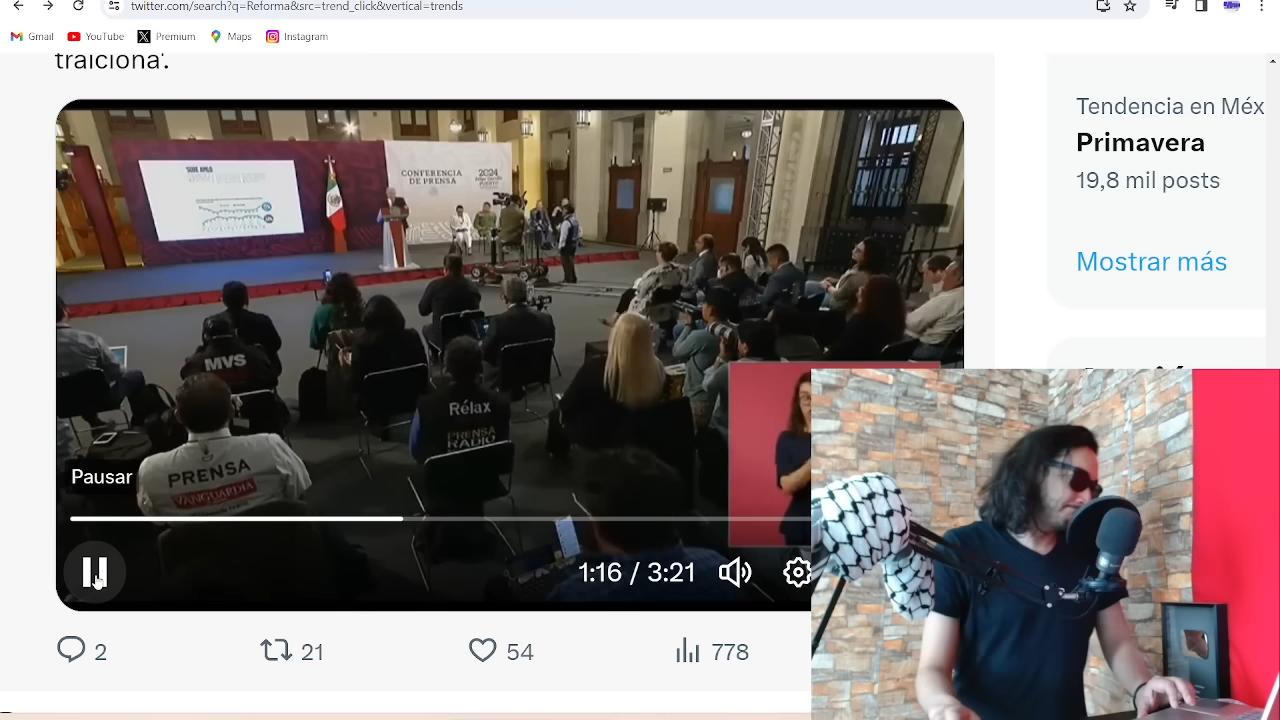 twitter.com/search?q=Reforma&src=trend_click&vertical=trends
Gmail
YouTube
Premium
Maps
Instagram
traiciona'.
CONFERENCIA
DE PRENSA
2024
MVS
Rélax
PRENSA
RADIO
PRENSA
VANGUARDIA
Pausar
1:16 / 3:21
2
21
54
778
Tendencia en Méx
Primavera
19,8 mil posts
Mostrar más